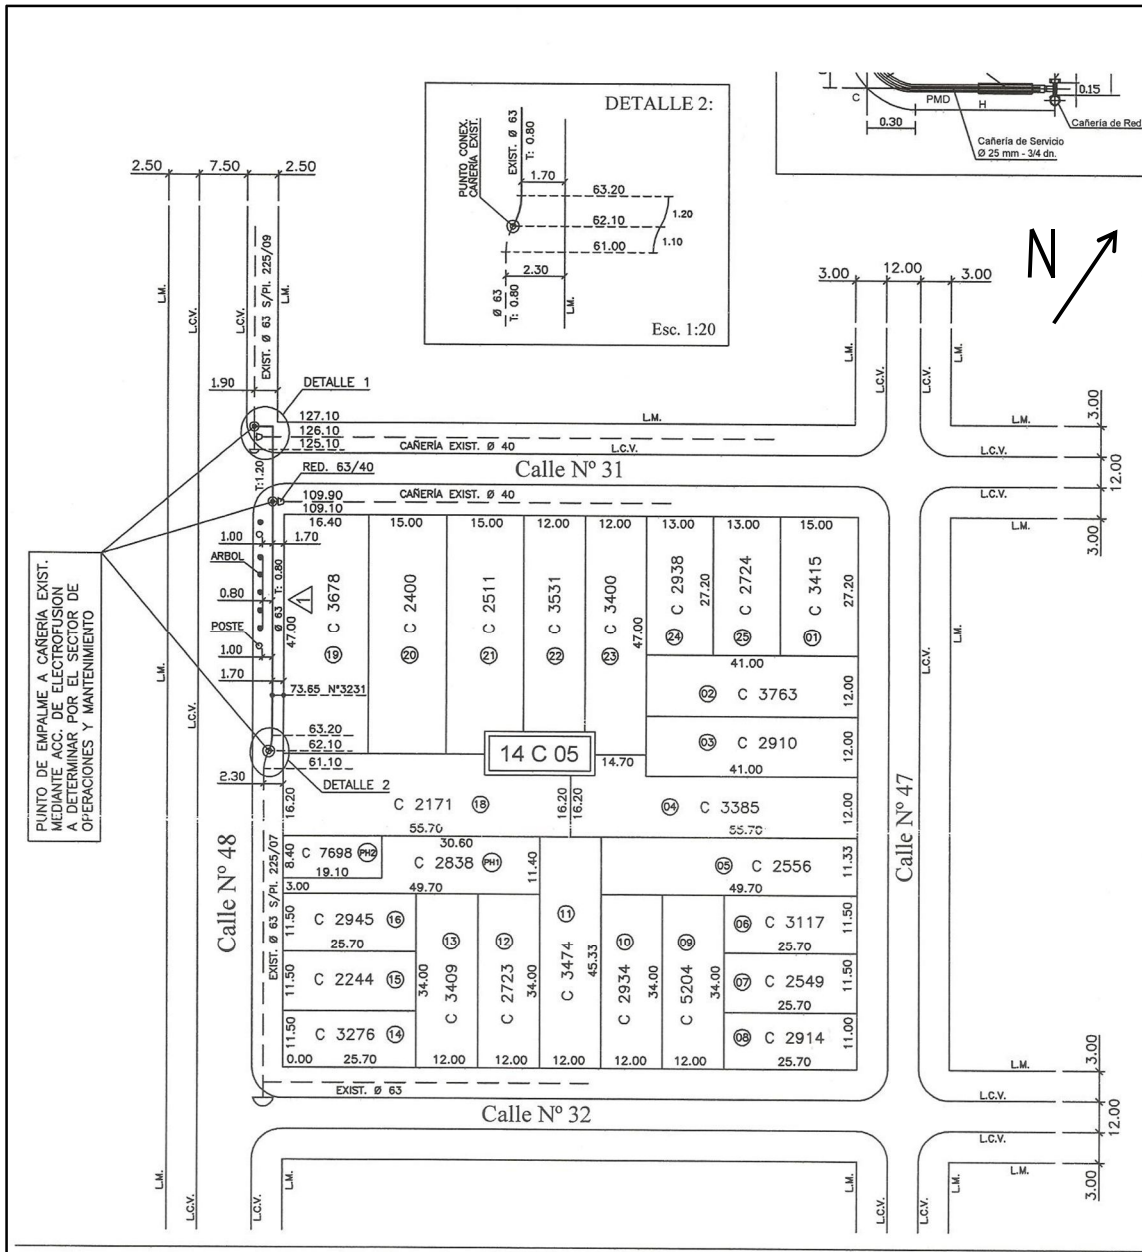 DETALLE 2:
PUNTO CONEX.
CAÑERÍA EXIST.
EXIST. Ø 63
T: 0.80
1.70
63.20
62.10
61.00
1.20
1.10
2.30
Ø 63
T: 0.80
L.M.
Esc. 1:20
C
PMD
H
0.15
0.30
Cañería de Red
Cañería de Servicio
Ø 25 mm - 3/4 dn.
N
2.50
7.50
2.50
L.M.
L.C.V.
L.C.V.
EXIST. Ø 63 S/Pl. 225/09
L.M.
3.00
12.00
3.00
L.M.
L.C.V.
L.C.V.
L.M.
1.90
DETALLE 1
127.10
126.10
125.10
L.M.
CAÑERÍA EXIST. Ø 40
L.C.V.
Calle Nº 31
L.M.
L.C.V.
3.00
12.00
3.00
L.C.V.
L.M.
T:1.20
RED. 63/40
109.90
109.10
CAÑERÍA EXIST. Ø 40
16.40
15.00
15.00
12.00
12.00
13.00
13.00
15.00
1.00
1.70
ARBOL
0.80
POSTE
1.00
1.70
Ø 63 T: 0.80
1
47.00
C 3678
19
C 2400
20
C 2511
21
C 3531
22
C 3400
23
47.00
C 2938
24
27.20
C 2724
25
C 3415
01
27.20
41.00
02 C 3763
12.00
03 C 2910
12.00
41.00
73.65 Nº3231
63.20
62.10
61.10
DETALLE 2
2.30
14 C 05
14.70
16.20
C 2171 18
55.70
16.20
16.20
04 C 3385
12.00
55.70
PUNTO DE EMPALME A CAÑERÍA EXIST.
MEDIANTE ACC. DE ELECTROFUSION
A DETERMINAR POR EL SECTOR DE
OPERACIONES Y MANTENIMIENTO
L.M.
L.C.V.
Calle Nº 48
EXIST. Ø 63 S/Pl. 225/07
8.40
C 7698 PH2
19.10
30.60
C 2838 PH1
11.40
3.00
49.70
05 C 2556
11.33
49.70
11.50
C 2945 16
25.70
11.50
C 2244 15
11.50
C 3276 14
0.00
25.70
13
C 3409
34.00
12.00
12
C 2723
34.00
12.00
11
C 3474
45.33
12.00
10
C 2934
34.00
12.00
09
C 5204
34.00
12.00
06 C 3117
11.50
25.70
07 C 2549
11.50
25.70
08 C 2914
11.00
25.70
L.C.V.
Calle Nº 47
L.C.V.
L.M.
EXIST. Ø 63
Calle Nº 32
L.M.
L.C.V.
3.00
12.00
3.00
L.C.V.
L.M.
L.M.
L.C.V.
L.C.V.
L.M.
L.M.
L.C.V.
L.C.V.
L.M.